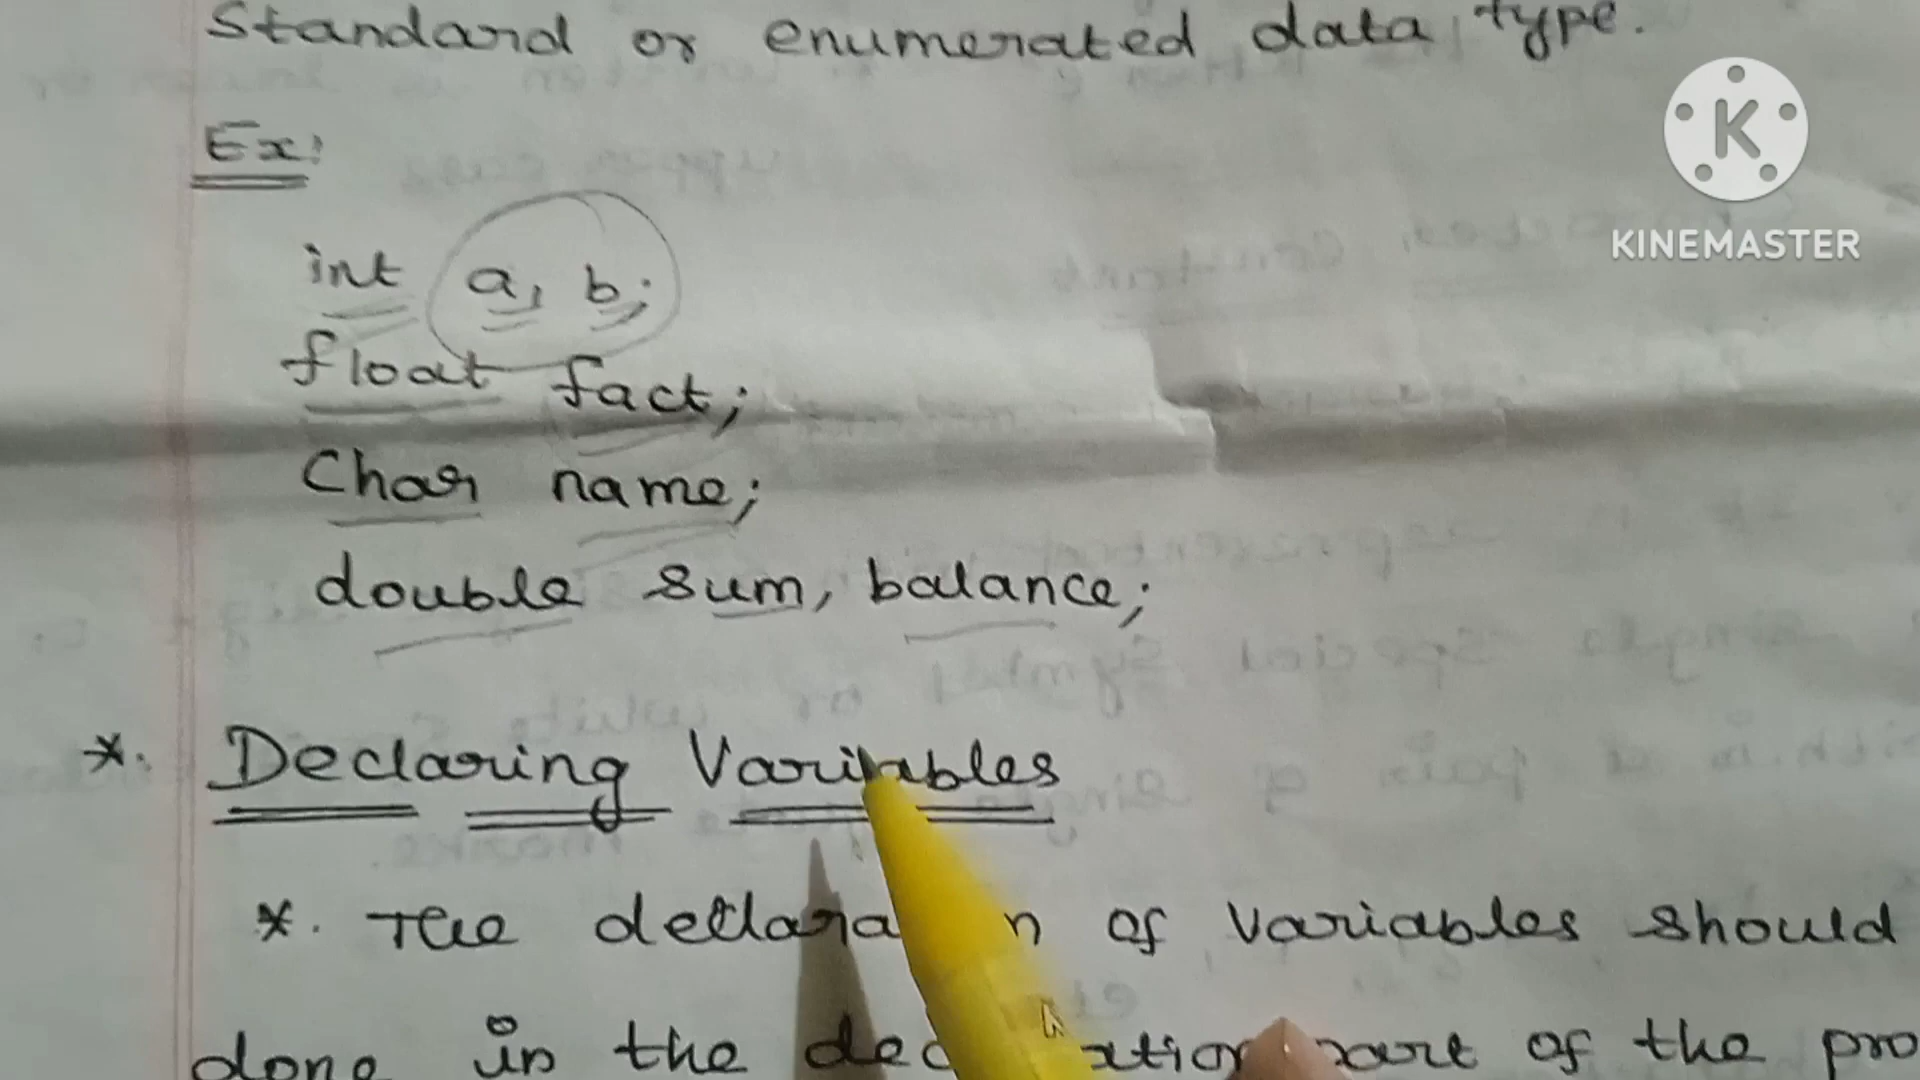 Standard or enumerated data type.
Ex:
K
KINEMASTER
int a, b;
float fact;
Char name;
double sum, balance;
*. Declaring Variables
*. The of Variables should
done in the part of the